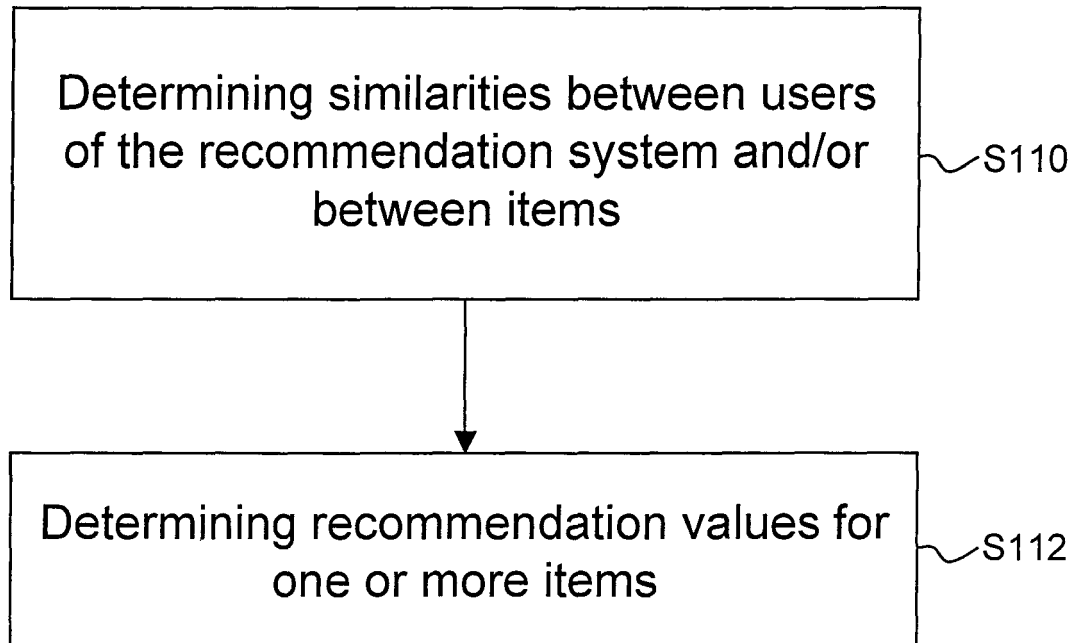 Determining similarities between users
of the recommendation system and/or
between items
S110
Determining recommendation values for
one or more items
S112